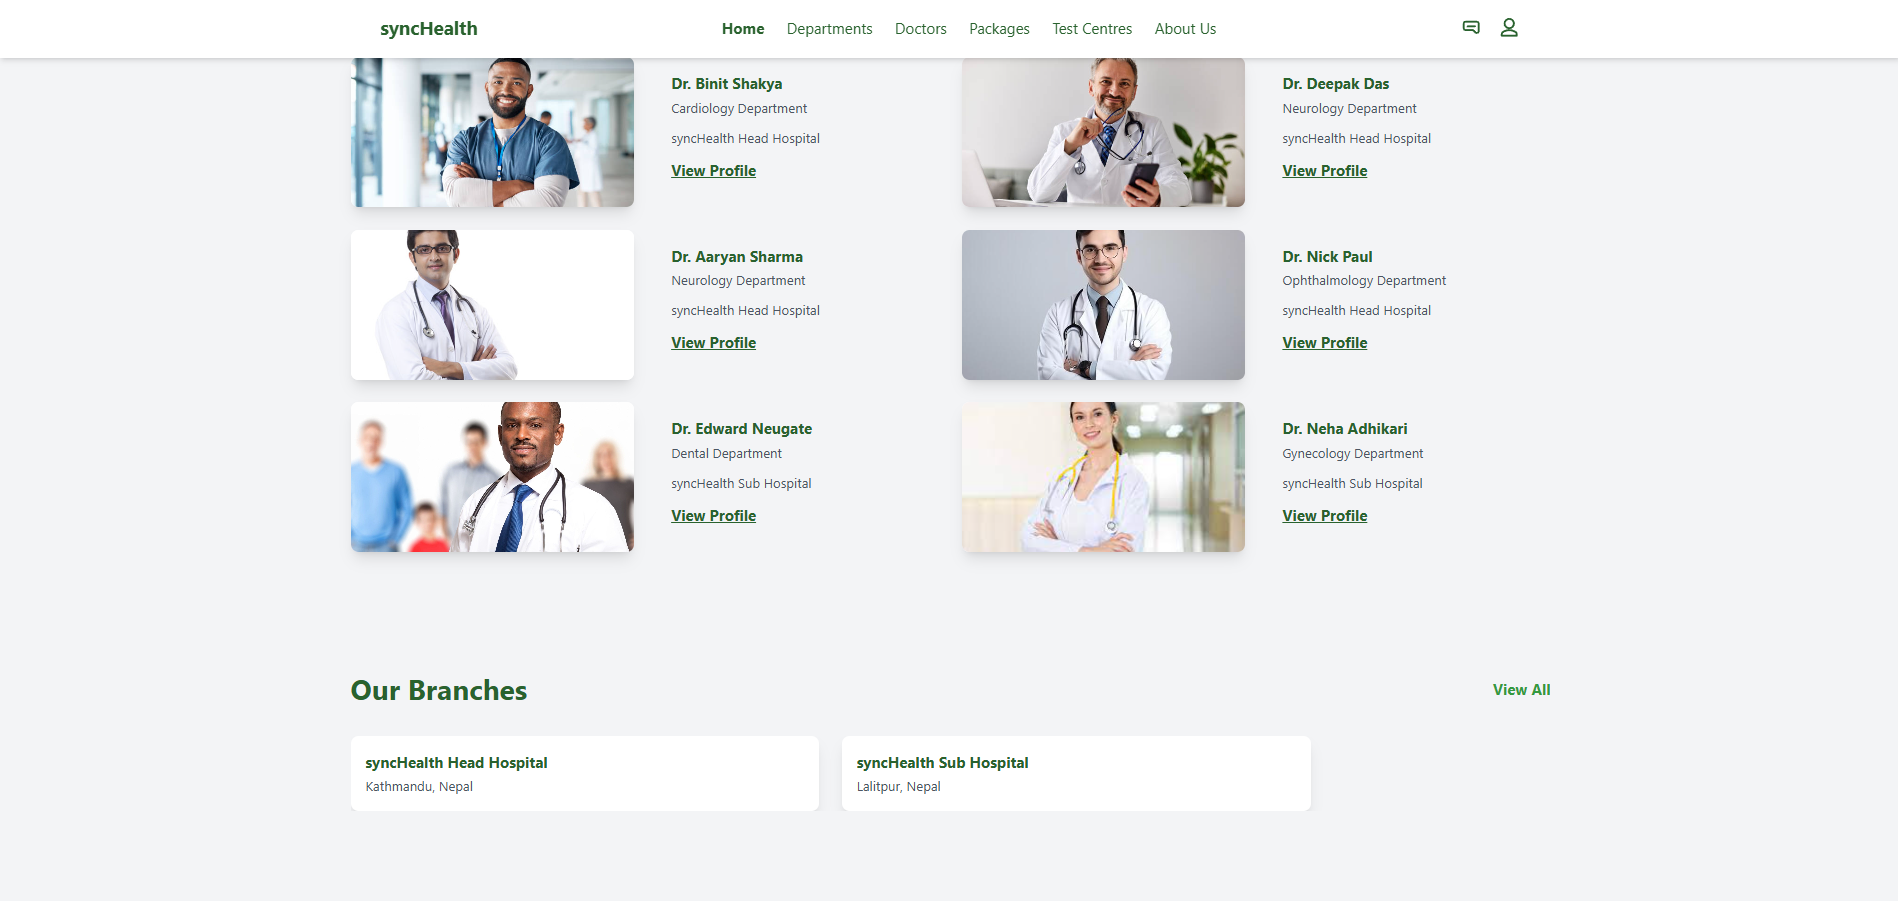 syncHealth
Home Departments Doctors Packages Test Centres About Us
Dr. Binit Shakya
Cardiology Department
syncHealth Head Hospital
View Profile
Dr. Deepak Das
Neurology Department
syncHealth Head Hospital
View Profile
Dr. Aaryan Sharma
Neurology Department
syncHealth Head Hospital
View Profile
Dr. Nick Paul
Ophthalmology Department
syncHealth Head Hospital
View Profile
Dr. Edward Neugate
Dental Department
syncHealth Sub Hospital
View Profile
Dr. Neha Adhikari
Gynecology Department
syncHealth Sub Hospital
View Profile
Our Branches
View All
syncHealth Head Hospital
Kathmandu, Nepal
syncHealth Sub Hospital
Lalitpur, Nepal